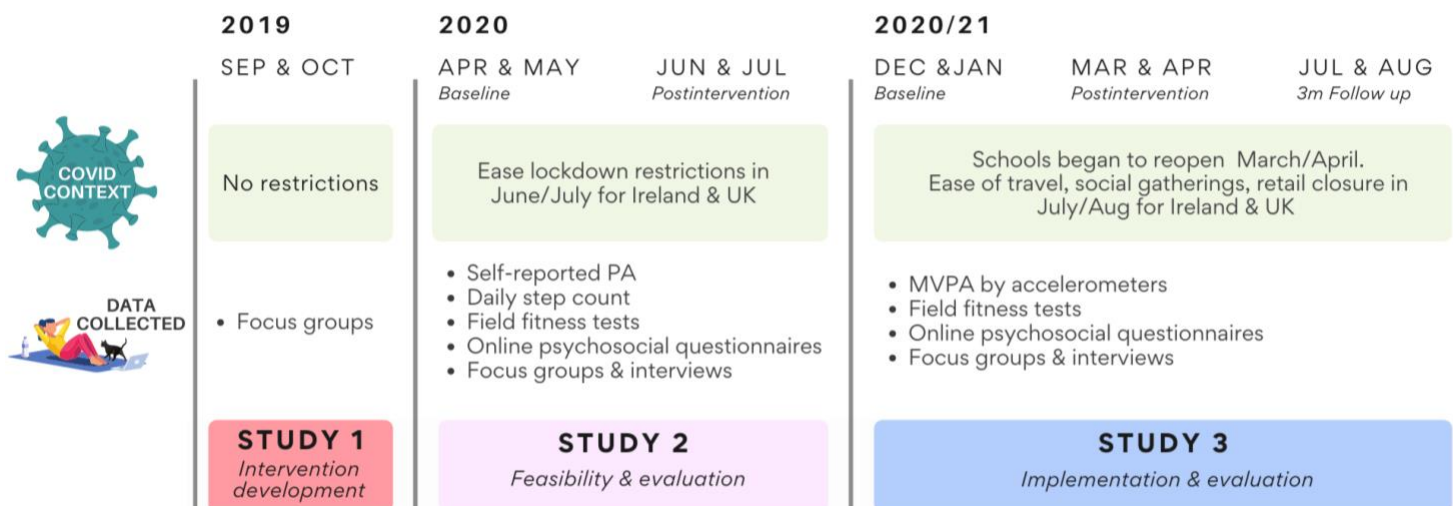 2019
2020
2020/21
SEP & OCT
APR & MAY
JUN & JUL
DEC &JAN
MAR & APR
JUL & AUG
Baseline
Postintervention
Baseline
Postintervention
3m Follow up
COVID
CONTEXT
No restrictions
Ease lockdown restrictions in
June/July for Ireland & UK
Schools began to reopen March/April.
Ease of travel, social gatherings, retail closure in
July/Aug for Ireland & UK
DATA
COLLECTED
• Focus groups
• Self-reported PA
• Daily step count
• Field fitness tests
• Online psychosocial questionnaires
• Focus groups & interviews
• MVPA by accelerometers
• Field fitness tests
• Online psychosocial questionnaires
• Focus groups & interviews
STUDY 1
Intervention
development
STUDY 2
Feasibility & evaluation
STUDY 3
Implementation & evaluation